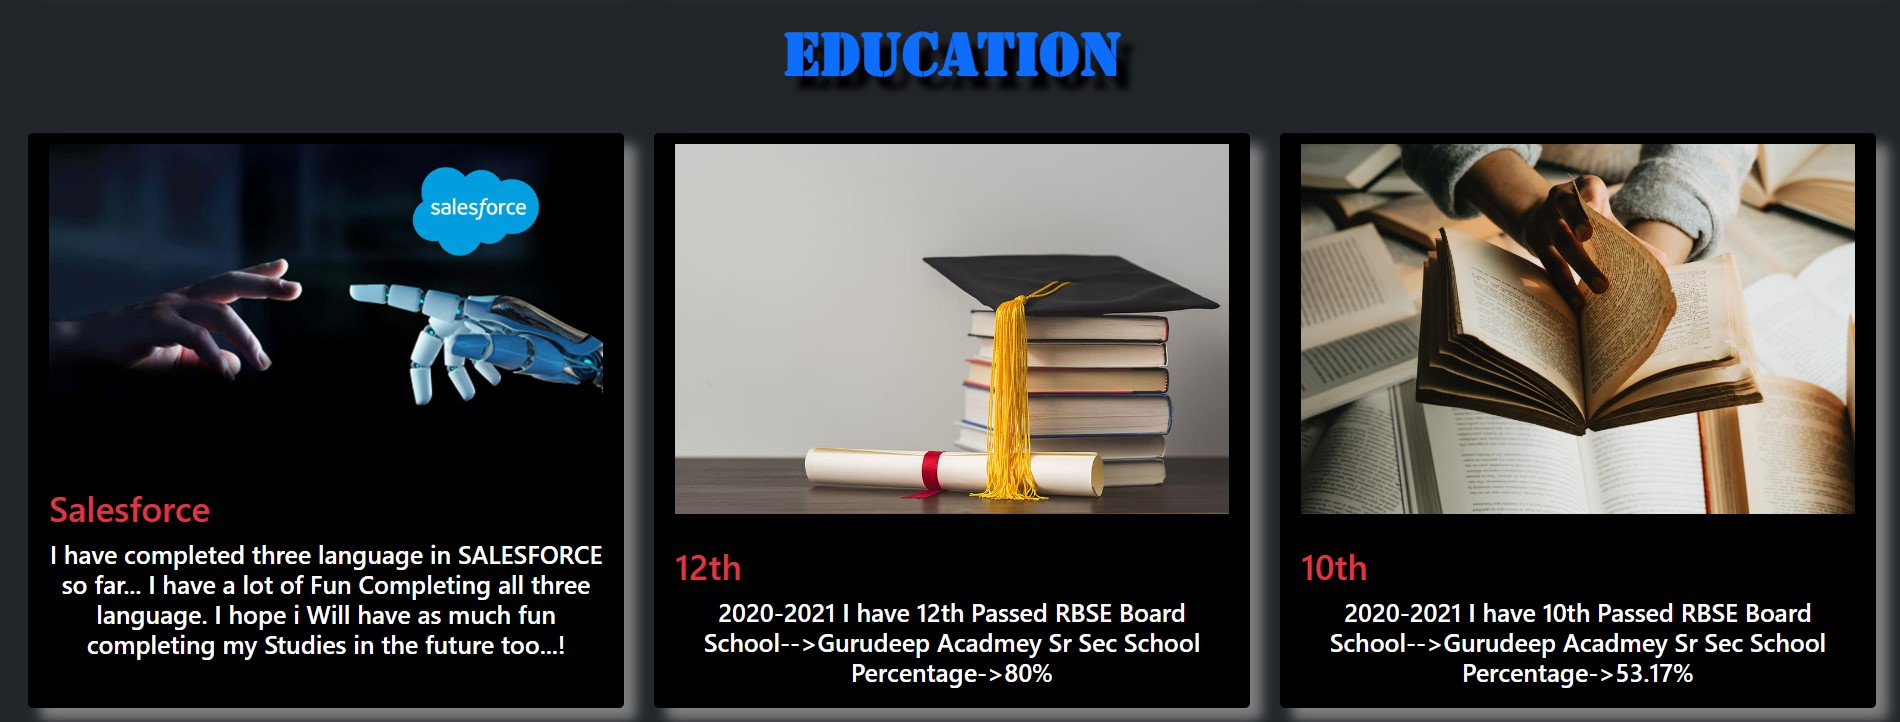 EDUCATION
salesforce
Salesforce
I have completed three language in SALESFORCE
so far... I have a lot of Fun Completing all three
language. I hope i Will have as much fun
completing my Studies in the future too...!
12th
2020-2021 I have 12th Passed RBSE Board
School-->Gurudeep Acadmey Sr Sec School
Percentage->80%
10th
2020-2021 I have 10th Passed RBSE Board
School-->Gurudeep Acadmey Sr Sec School
Percentage->53.17%